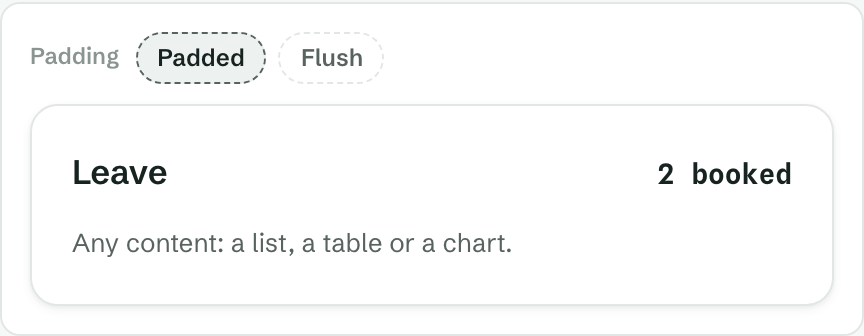 Padding Padded Flush
Leave 2 booked
Any content: a list, a table or a chart.